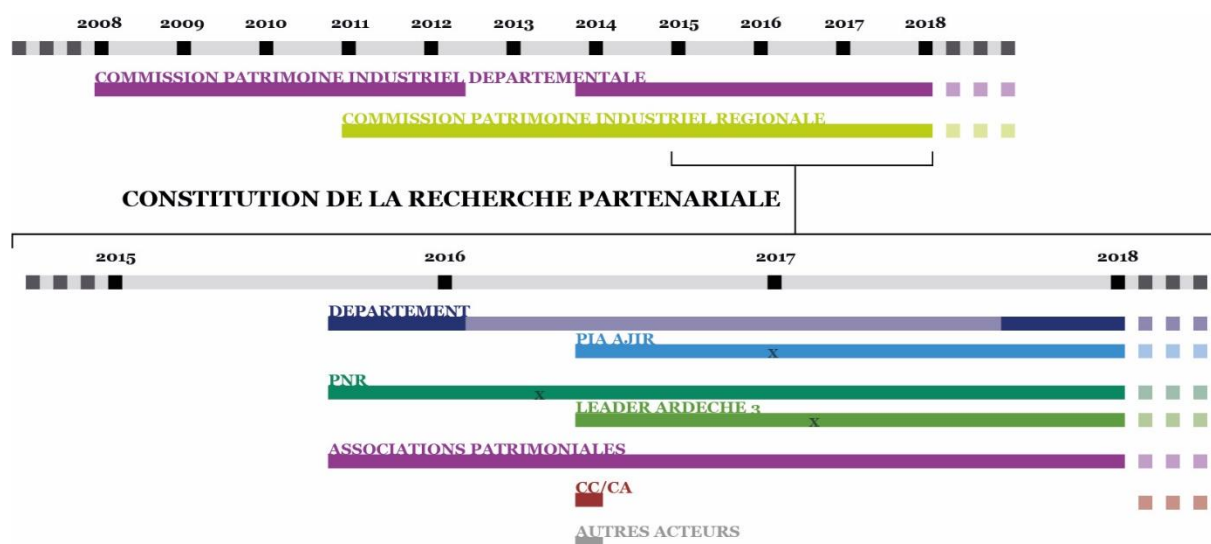 2008 2009 2010 2011 2012 2013 2014 2015 2016 2017 2018
COMMISSION PATRIMOINE INDUSTRIEL DEPARTEMENTALE
COMMISSION PATRIMOINE INDUSTRIEL REGIONALE
CONSTITUTION DE LA RECHERCHE PARTENARIALE
2015 2016 2017 2018
DEPARTEMENT
PIA AJIR
x
PNR
x
LEADER ARDECHE 3
x
ASSOCIATIONS PATRIMONIALES
CC/CA
AUTRES ACTEURS